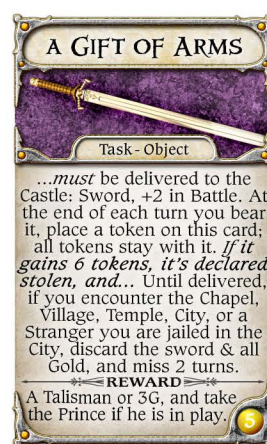 A GIFT OF ARMS
Task - Object
...must be delivered to the
Castle: Sword, +2 in Battle. At
the end of each turn you bear
it, place a token on this card;
all tokens stay with it. If it
gains 6 tokens, it's declared
stolen, and... Until delivered,
if you encounter the Chapel,
Village, Temple, City, or a
Stranger you are jailed in the
City, discard the sword & all
Gold, and miss 2 turns.
REWARD
A Talisman or 3G, and take
the Prince if he is in play.
5